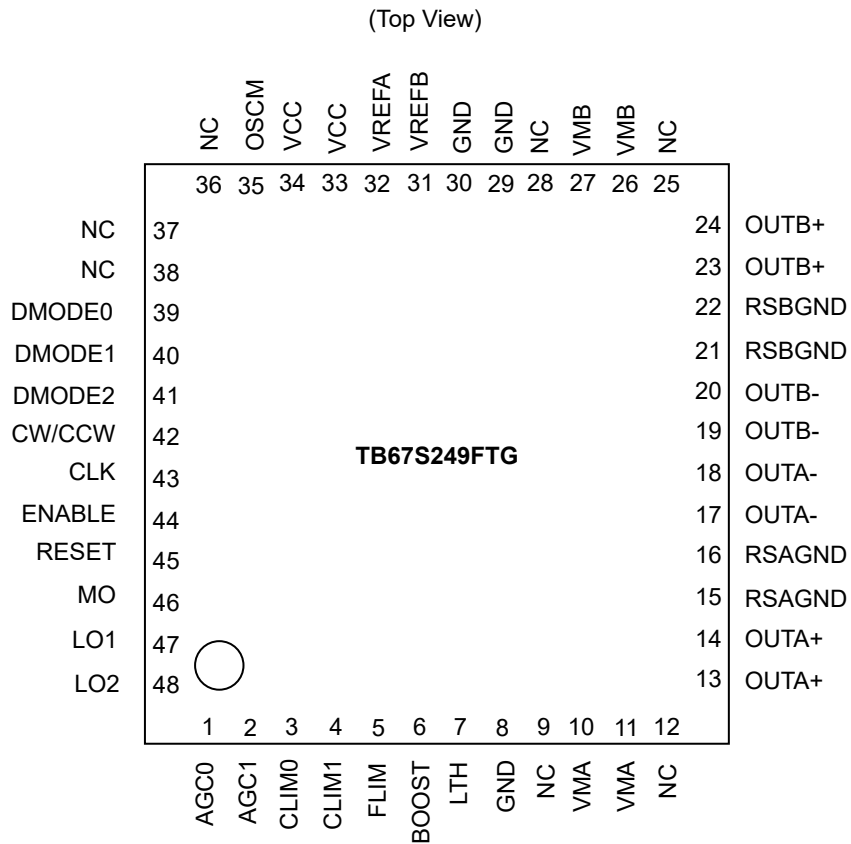 (Top View)
NC OSCM VCC VCC VREFA VREFB GND GND NC VMB VMB NC
36 35 34 33 32 31 30 29 28 27 26 25
NC 37 24 OUTB+
NC 38 23 OUTB+
DMODE0 39 22 RSBGND
DMODE1 40 21 RSBGND
DMODE2 41 20 OUTB-
CW/CCW 42 19 OUTB-
TB67S249FTG
CLK 43 18 OUTA-
ENABLE 44 17 OUTA-
RESET 45 16 RSAGND
MO 46 15 RSAGND
LO1 47 14 OUTA+
LO2 48 13 OUTA+
1 2 3 4 5 6 7 8 9 10 11 12
AGC0 AGC1 CLIM0 CLIM1 FLIM BOOST LTH GND NC VMA VMA NC